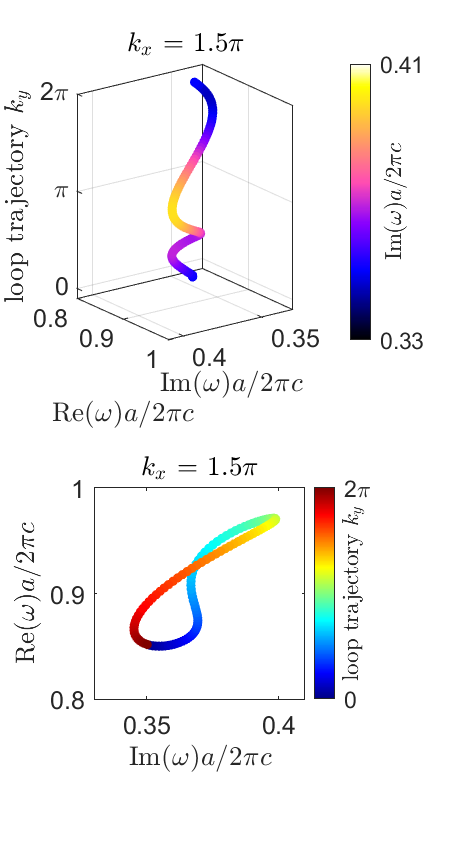 k_x = 1.5π
2π
π
0
loop trajectory k_y
0.8
0.9
1
Re(ω)a/2πc
0.4
0.35
Im(ω)a/2πc
0.41
0.33
Im(ω)a/2πc
k_x = 1.5π
1
0.9
0.8
Re(ω)a/2πc
0.35
0.4
Im(ω)a/2πc
2π
0
loop trajectory k_y